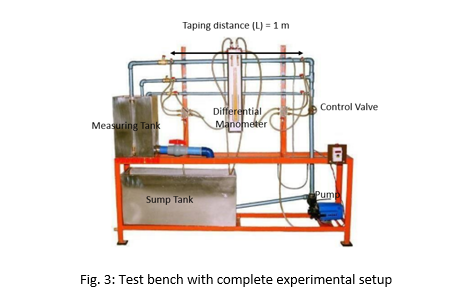 Taping distance (L) = 1 m
Differential
Manometer
Control Valve
Measuring Tank
Sump Tank
Pump
Fig. 3: Test bench with complete experimental setup